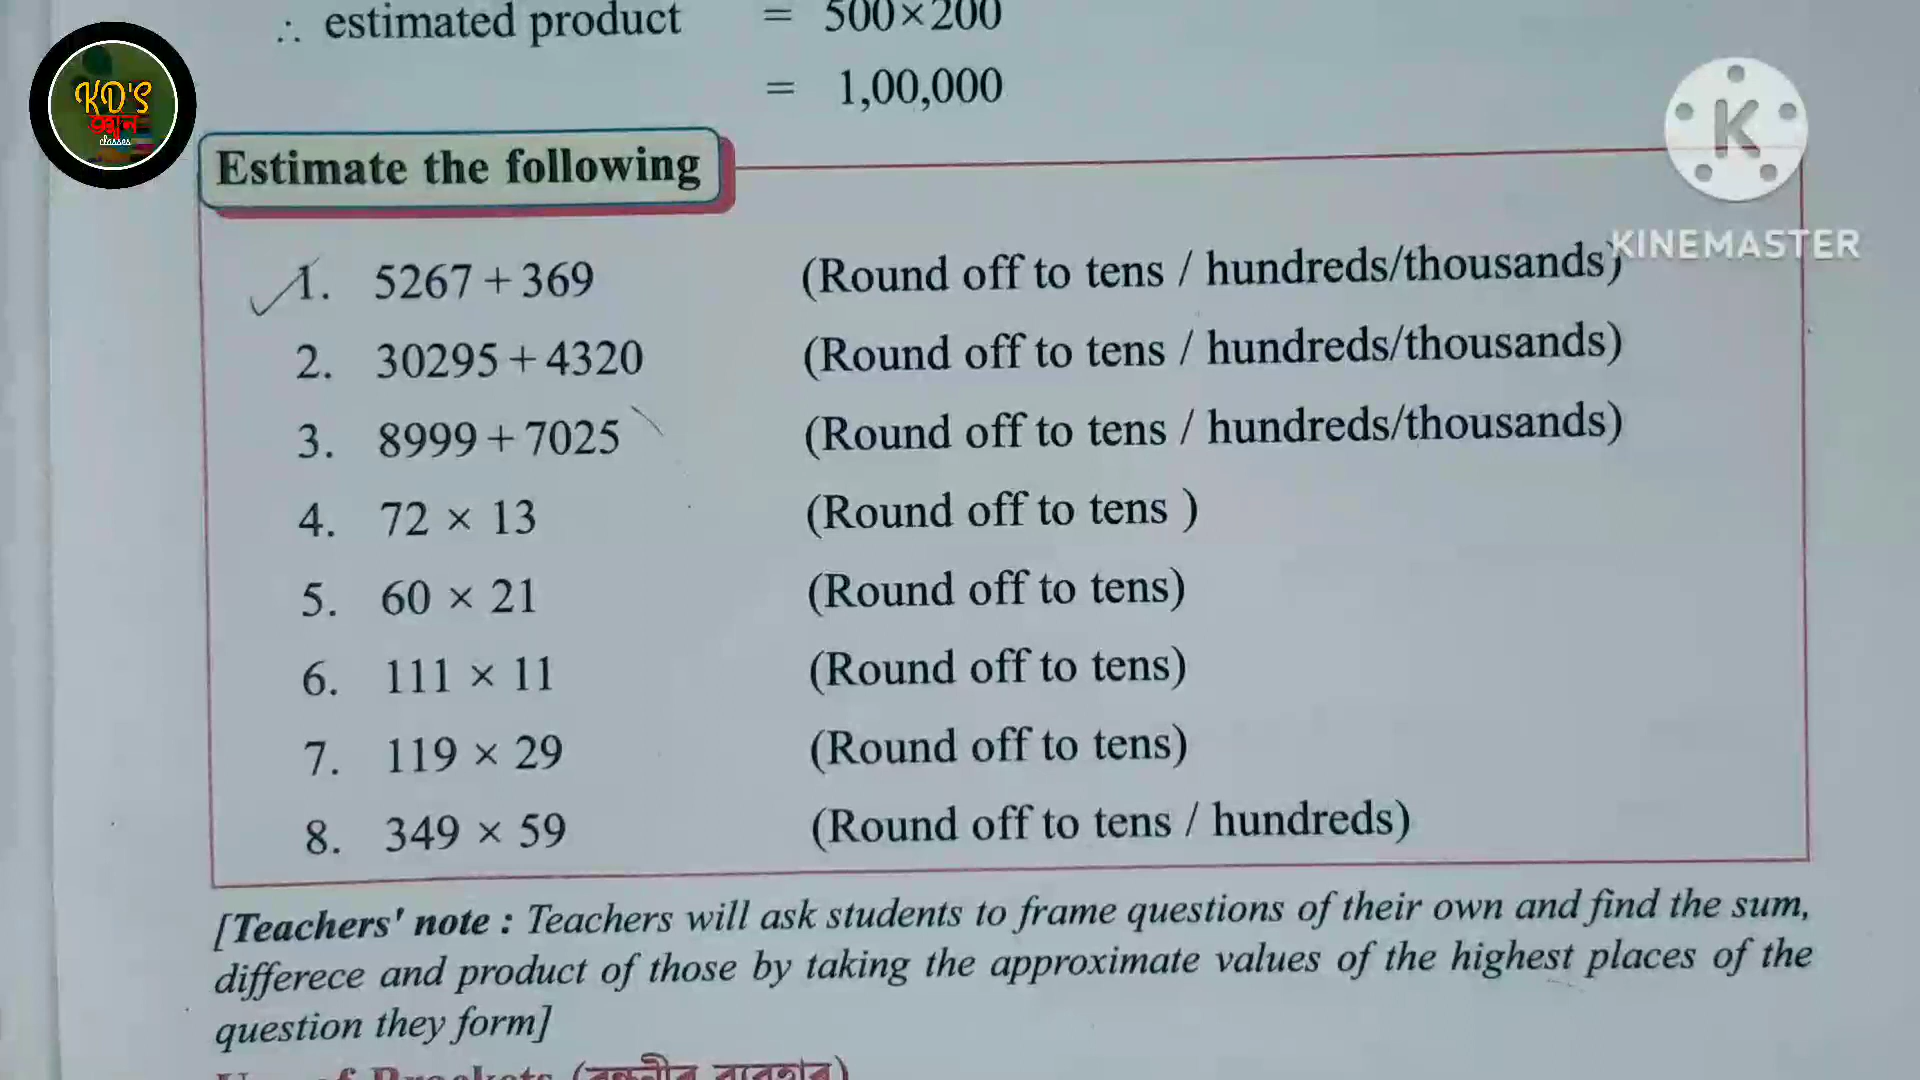 ∴ estimated product = 500×200
= 1,00,000
KD'S
জ্ঞান
classes
K
KINEMASTER
Estimate the following
1. 5267 + 369 (Round off to tens / hundreds/thousands)
2. 30295 + 4320 (Round off to tens / hundreds/thousands)
3. 8999 + 7025 (Round off to tens / hundreds/thousands)
4. 72 × 13 (Round off to tens )
5. 60 × 21 (Round off to tens)
6. 111 × 11 (Round off to tens)
7. 119 × 29 (Round off to tens)
8. 349 × 59 (Round off to tens / hundreds)
[Teachers' note : Teachers will ask students to frame questions of their own and find the sum,
differece and product of those by taking the approximate values of the highest places of the
question they form]
of Brackets